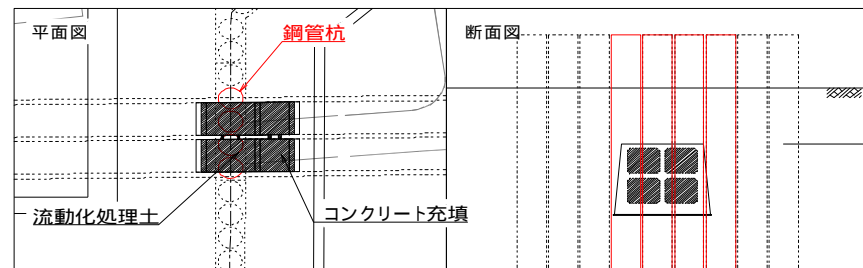 平面図
鋼管杭
断面図
流動化処理土
コンクリート充填